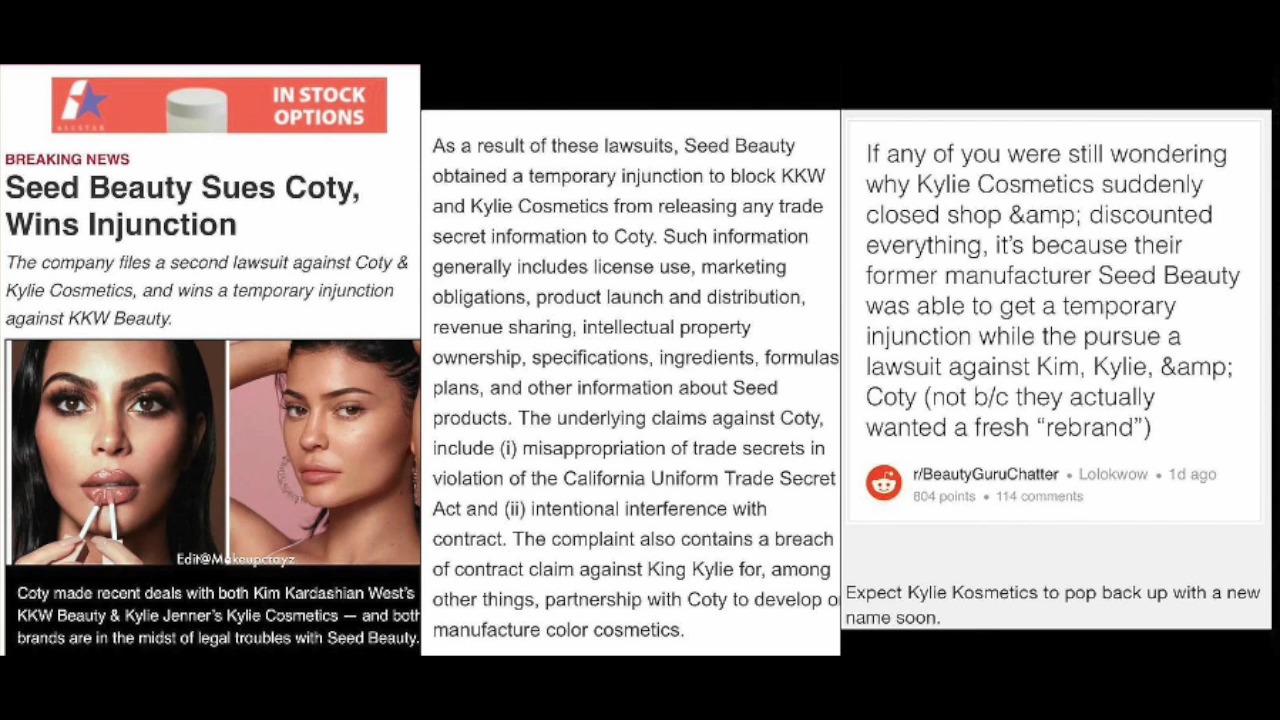 IN STOCK
OPTIONS
ALLSTAR
BREAKING NEWS
Seed Beauty Sues Coty,
Wins Injunction
The company files a second lawsuit against Coty &
Kylie Cosmetics, and wins a temporary injunction
against KKW Beauty.
Edit@Makeupcrayz
Coty made recent deals with both Kim Kardashian West's
KKW Beauty & Kylie Jenner's Kylie Cosmetics — and both
brands are in the midst of legal troubles with Seed Beauty.
As a result of these lawsuits, Seed Beauty
obtained a temporary injunction to block KKW
and Kylie Cosmetics from releasing any trade
secret information to Coty. Such information
generally includes license use, marketing
obligations, product launch and distribution,
revenue sharing, intellectual property
ownership, specifications, ingredients, formulas
plans, and other information about Seed
products. The underlying claims against Coty,
include (i) misappropriation of trade secrets in
violation of the California Uniform Trade Secret
Act and (ii) intentional interference with
contract. The complaint also contains a breach
of contract claim against King Kylie for, among
other things, partnership with Coty to develop o
manufacture color cosmetics.
If any of you were still wondering
why Kylie Cosmetics suddenly
closed shop &amp; discounted
everything, it's because their
former manufacturer Seed Beauty
was able to get a temporary
injunction while the pursue a
lawsuit against Kim, Kylie, &amp;
Coty (not b/c they actually
wanted a fresh “rebrand”)
r/BeautyGuruChatter • Lolokwow • 1d ago
804 points • 114 comments
Expect Kylie Kosmetics to pop back up with a new
name soon.